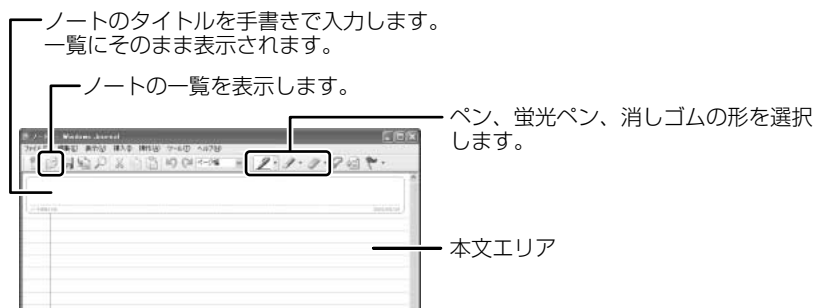 ノートのタイトルを手書きで入力します。
一覧にそのまま表示されます。
ノートの一覧を表示します。
ペン、蛍光ペン、消しゴムの形を選択
します。
Windows Journal
本文エリア